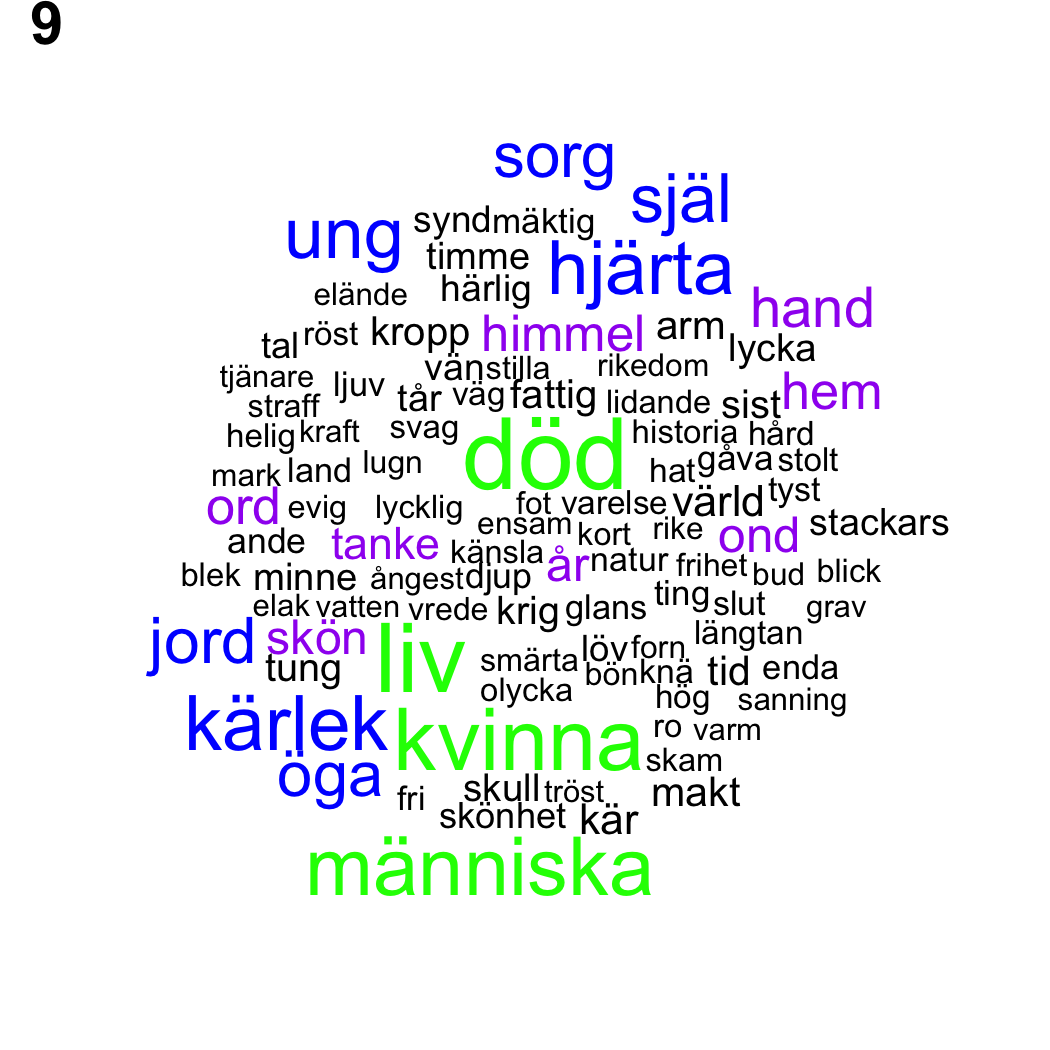 9
sorg
själ
ung syndmäktig
timme hjärta
elände härlig hand
tal röst kropp himmel arm lycka
tjänare ljuv vän stilla rikedom hem
straff tår väg fattig lidande sist
helig kraft svag död historia hård
mark land lugn hat gåva stolt
ord evig lycklig fot varelse värld tyst
ande tanke ensam kort rike ond stackars
känsla år natur frihet
blek minne ångest djup bud blick
elak vatten vrede krig glans ting slut grav
jord skön liv löv forn längtan
tung smärta bön knä tid enda
olycka hög sanning
kärlek kvinna ro varm
öga skam
fri skull tröst makt
skönhet kär
människa